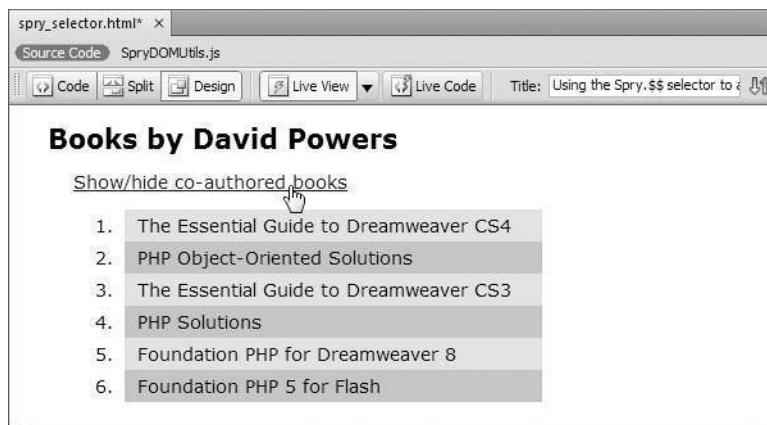 spry_selector.html* ×
Source Code SpryDOMUtils.js
Code Split Design Live View Live Code Title: Using the Spry.$$ selector to
Books by David Powers
Show/hide co-authored books
1. The Essential Guide to Dreamweaver CS4
2. PHP Object-Oriented Solutions
3. The Essential Guide to Dreamweaver CS3
4. PHP Solutions
5. Foundation PHP for Dreamweaver 8
6. Foundation PHP 5 for Flash